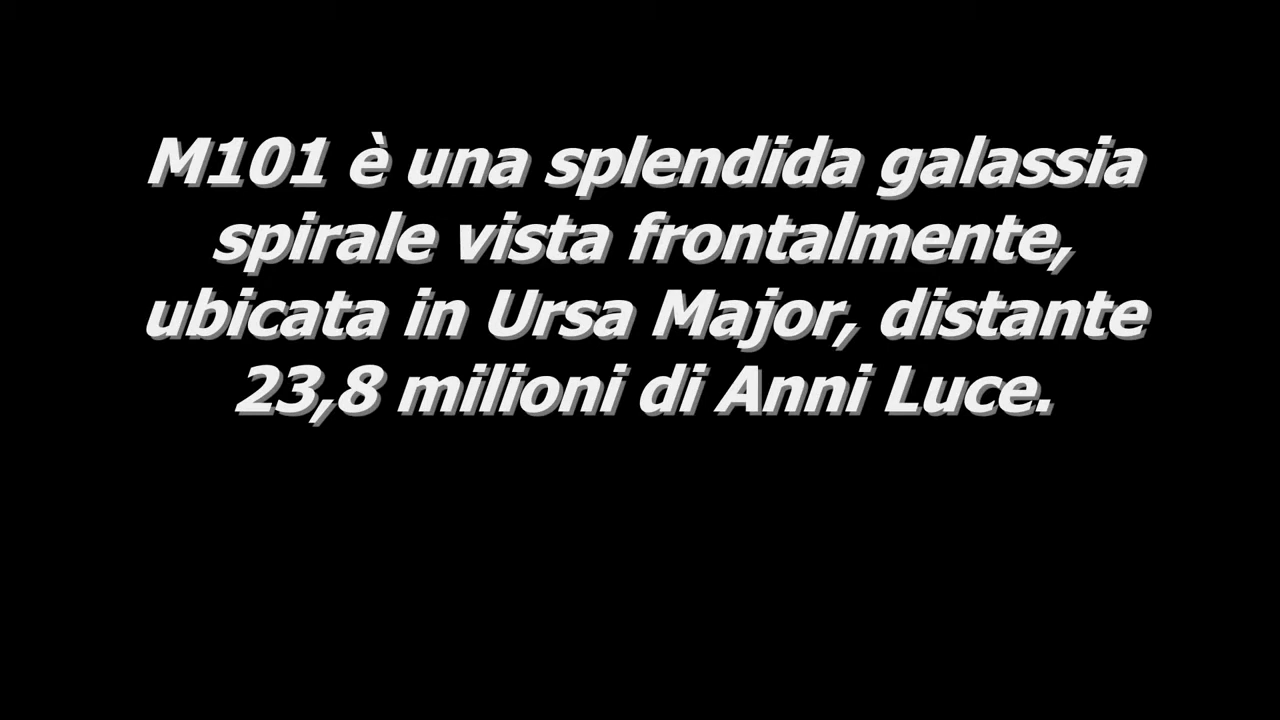 M101 è una splendida galassia
spirale vista frontalmente,
ubicata in Ursa Major, distante
23,8 milioni di Anni Luce.